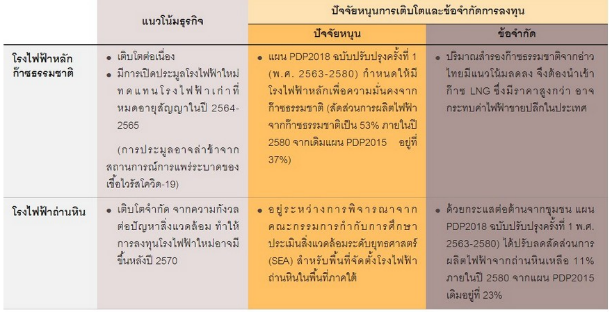 แนวโน้มธุรกิจ
ปัจจัยหนุนการเติบโตและข้อจำกัดการลงทุน
ปัจจัยหนุน
ข้อจำกัด
โรงไฟฟ้าหลัก
ก๊าซธรรมชาติ
• เติบโตต่อเนื่อง
• มีการเปิดประมูลโรงไฟฟ้าใหม่
ทดแทนโรงไฟฟ้าเก่าที่
หมดอายุสัญญาในปี 2564-
2565
(การประมูลอาจล่าช้าจาก
สถานการณ์การแพร่ระบาดของ
เชื้อไวรัสโควิด-19)
• แผน PDP2018 ฉบับปรับปรุงครั้งที่ 1
(พ.ศ. 2563-2580) กำหนดให้มี
โรงไฟฟ้าหลักเพื่อความมั่นคงจาก
ก๊าซธรรมชาติ (สัดส่วนการผลิตไฟฟ้า
จากก๊าซธรรมชาติเป็น 53% ภายในปี
2580 จากเดิมแผน PDP2015 อยู่ที่
37%)
• ปริมาณสำรองก๊าซธรรมชาติจากอ่าว
ไทยมีแนวโน้มลดลง จึงต้องนำเข้า
ก๊าซ LNG ซึ่งมีราคาสูงกว่า อาจ
กระทบค่าไฟฟ้าขายปลีกในประเทศ
โรงไฟฟ้าถ่านหิน
• เติบโตจำกัด จากความกังวล
ต่อปัญหาสิ่งแวดล้อม ทำให้
การลงทุนโรงไฟฟ้าใหม่อาจมี
ขึ้นหลังปี 2570
• อยู่ระหว่างการพิจารณาจาก
คณะกรรมการกำกับการศึกษา
ประเมินสิ่งแวดล้อมระดับยุทธศาสตร์
(SEA) สำหรับพื้นที่จัดตั้งโรงไฟฟ้า
ถ่านหินในพื้นที่ภาคใต้
• ด้วยกระแสต่อต้านจากชุมชน แผน
PDP2018 ฉบับปรับปรุงครั้งที่ 1 พ.ศ.
2563-2580) ได้ปรับลดสัดส่วนการ
ผลิตไฟฟ้าจากถ่านหินเหลือ 11%
ภายในปี 2580 จากแผน PDP2015
เดิมอยู่ที่ 23%